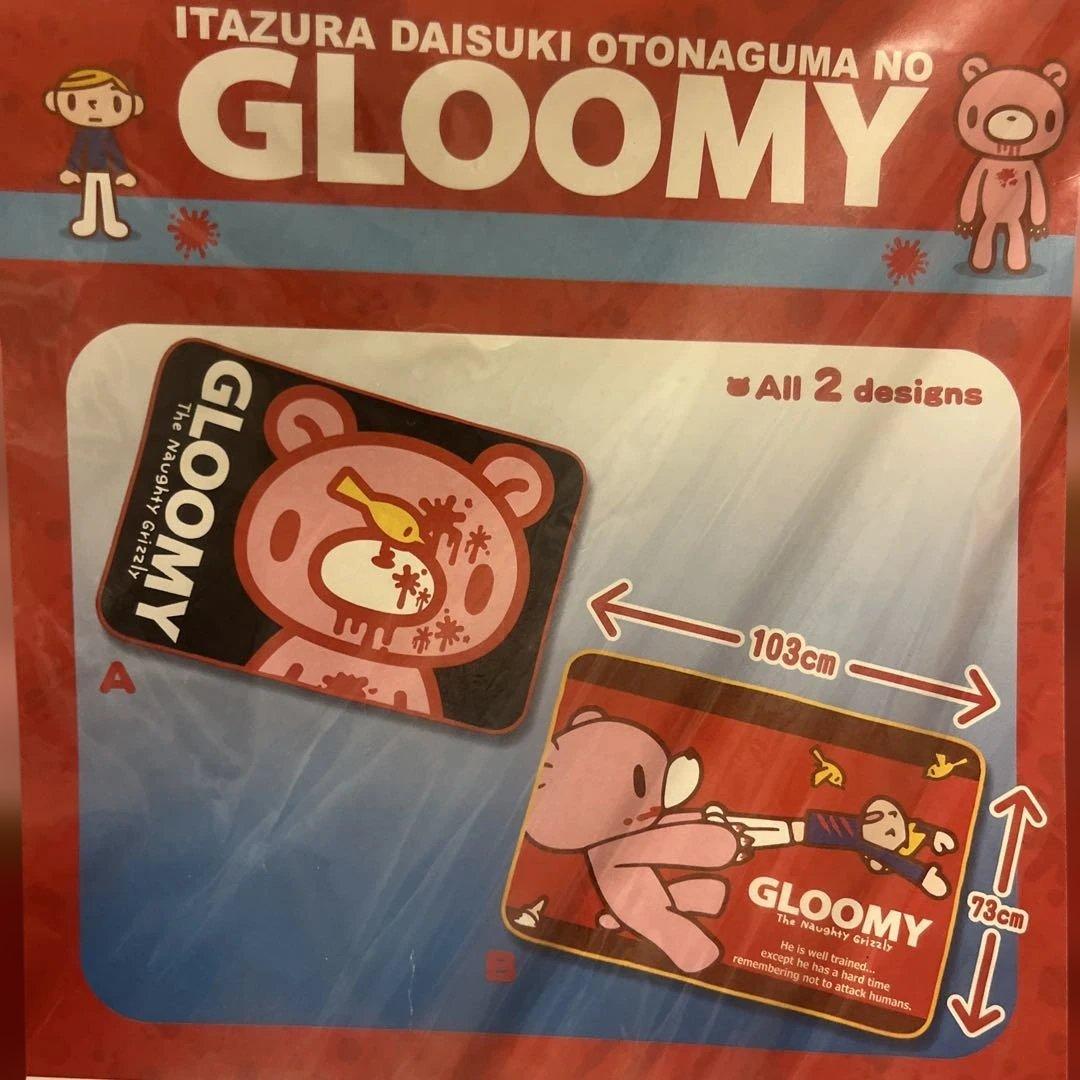 ITAZURA DAISUKI OTONAGUMA NO
GLOOMY
All 2 designs
GLOOMY
The Naughty Grizzly
A
103cm
73cm
GLOOMY
The Naughty Grizzly
He is well trained...
except he has a hard time
remembering not to attack humans.
B